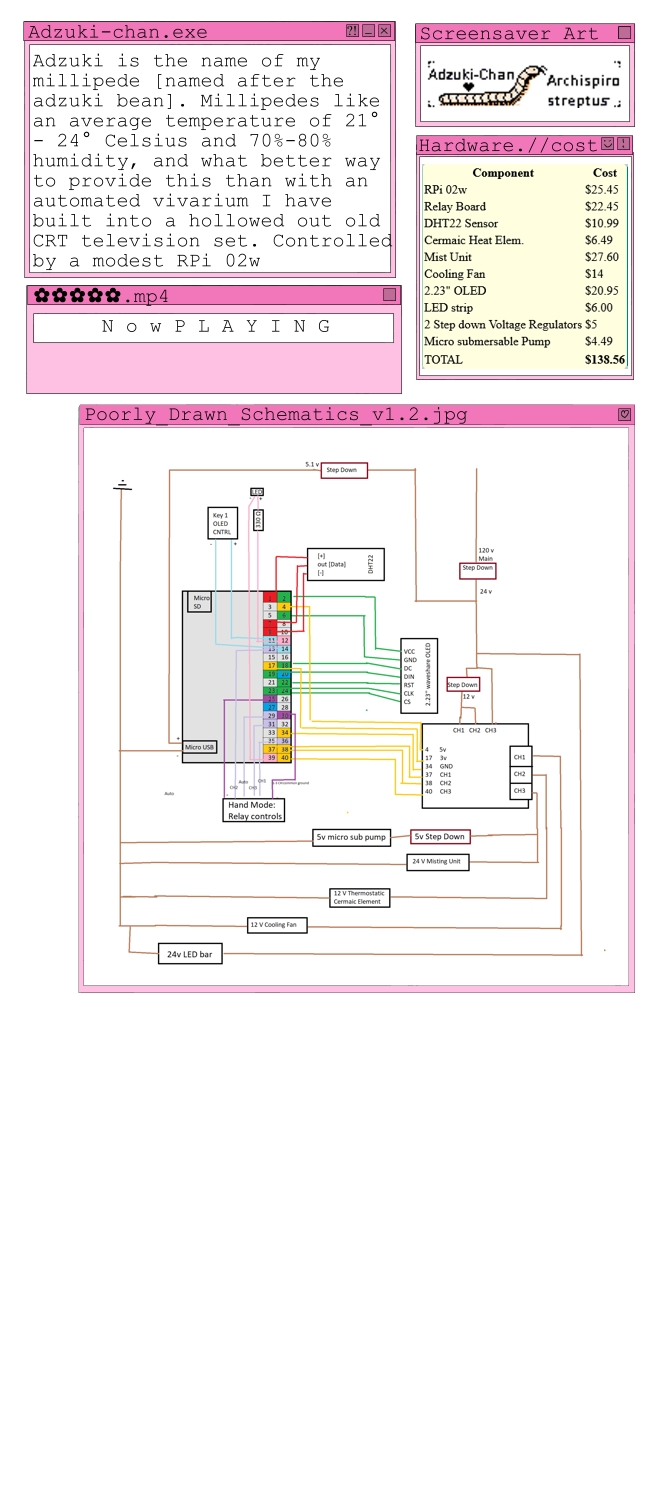 Adzuki-chan.exe
?!
Adzuki is the name of my
millipede [named after the
adzuki bean]. Millipedes like
an average temperature of 21°
- 24° Celsius and 70%-80%
humidity, and what better way
to provide this than with an
automated vivarium I have
built into a hollowed out old
CRT television set. Controlled
by a modest RPi 02w
Screensaver Art
Adzuki-Chan
Archispiro
streptus
Hardware.//cost
Component Cost
RPi 02w $25.45
Relay Board $22.45
DHT22 Sensor $10.99
Cermaic Heat Elem. $6.49
Mist Unit $27.60
Cooling Fan $14
2.23" OLED $20.95
LED strip $6.00
2 Step down Voltage Regulators $5
Micro submersable Pump $4.49
TOTAL $138.56
✿✿✿✿✿.mp4
N o w P L A Y I N G
Poorly_Drawn_Schematics_v1.2.jpg
5.1 v
Step Down
LED
- +
330 Ω
Key 1
OLED
CNTRL
- +
[+]
out [Data]
[-]
DHT22
120 v
Main
Step Down
24 v
Micro
SD
1 2
3 4
5 6
7 8
9 10
11 12
13 14
15 16
17 18
19 20
21 22
23 24
25 26
27 28
29 30
31 32
33 34
35 36
37 38
39 40
VCC
GND
DC
DIN
RST
CLK
CS
2.23" waveshare OLED
Step Down
12 v
CH1 CH2 CH3
+
Micro USB
-
4 5v
17 3v
34 GND
37 CH1
38 CH2
40 CH3
CH1
CH2
CH3
Auto
CH2
Auto
CH3
CH1
Hand Mode:
Relay controls
5v micro sub pump
5v Step Down
24 V Misting Unit
12 V Thermostatic
Cermaic Element
12 V Cooling Fan
24v LED bar